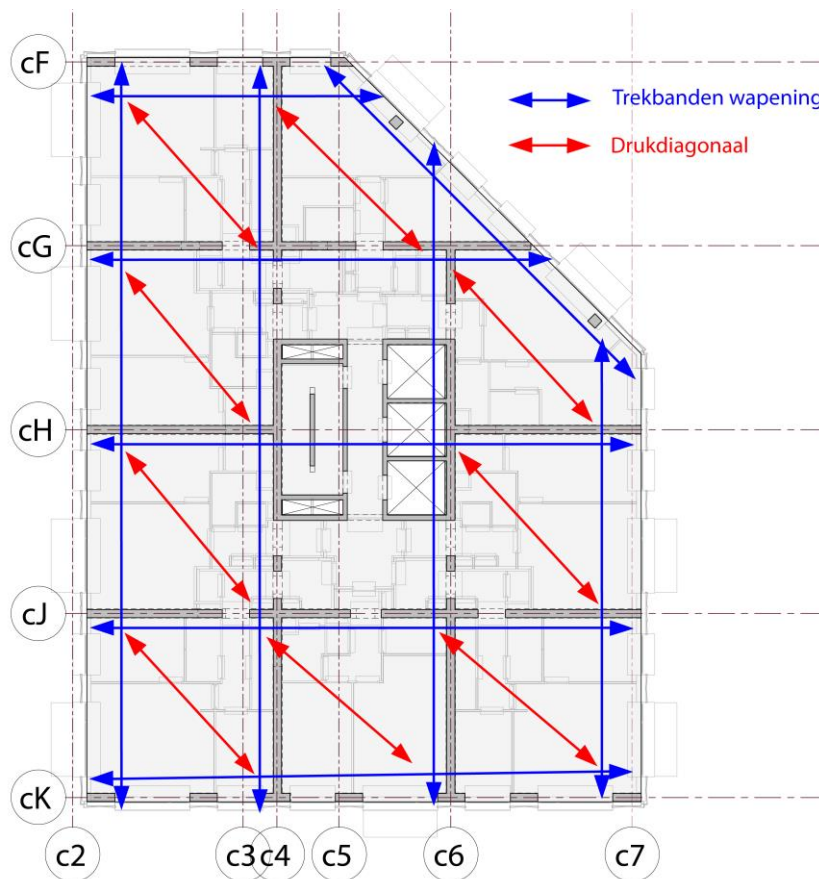 cF
Trekbanden wapening
Drukdiagonaal
cG
cH
cJ
cK
c2
c3
c4
c5
c6
c7